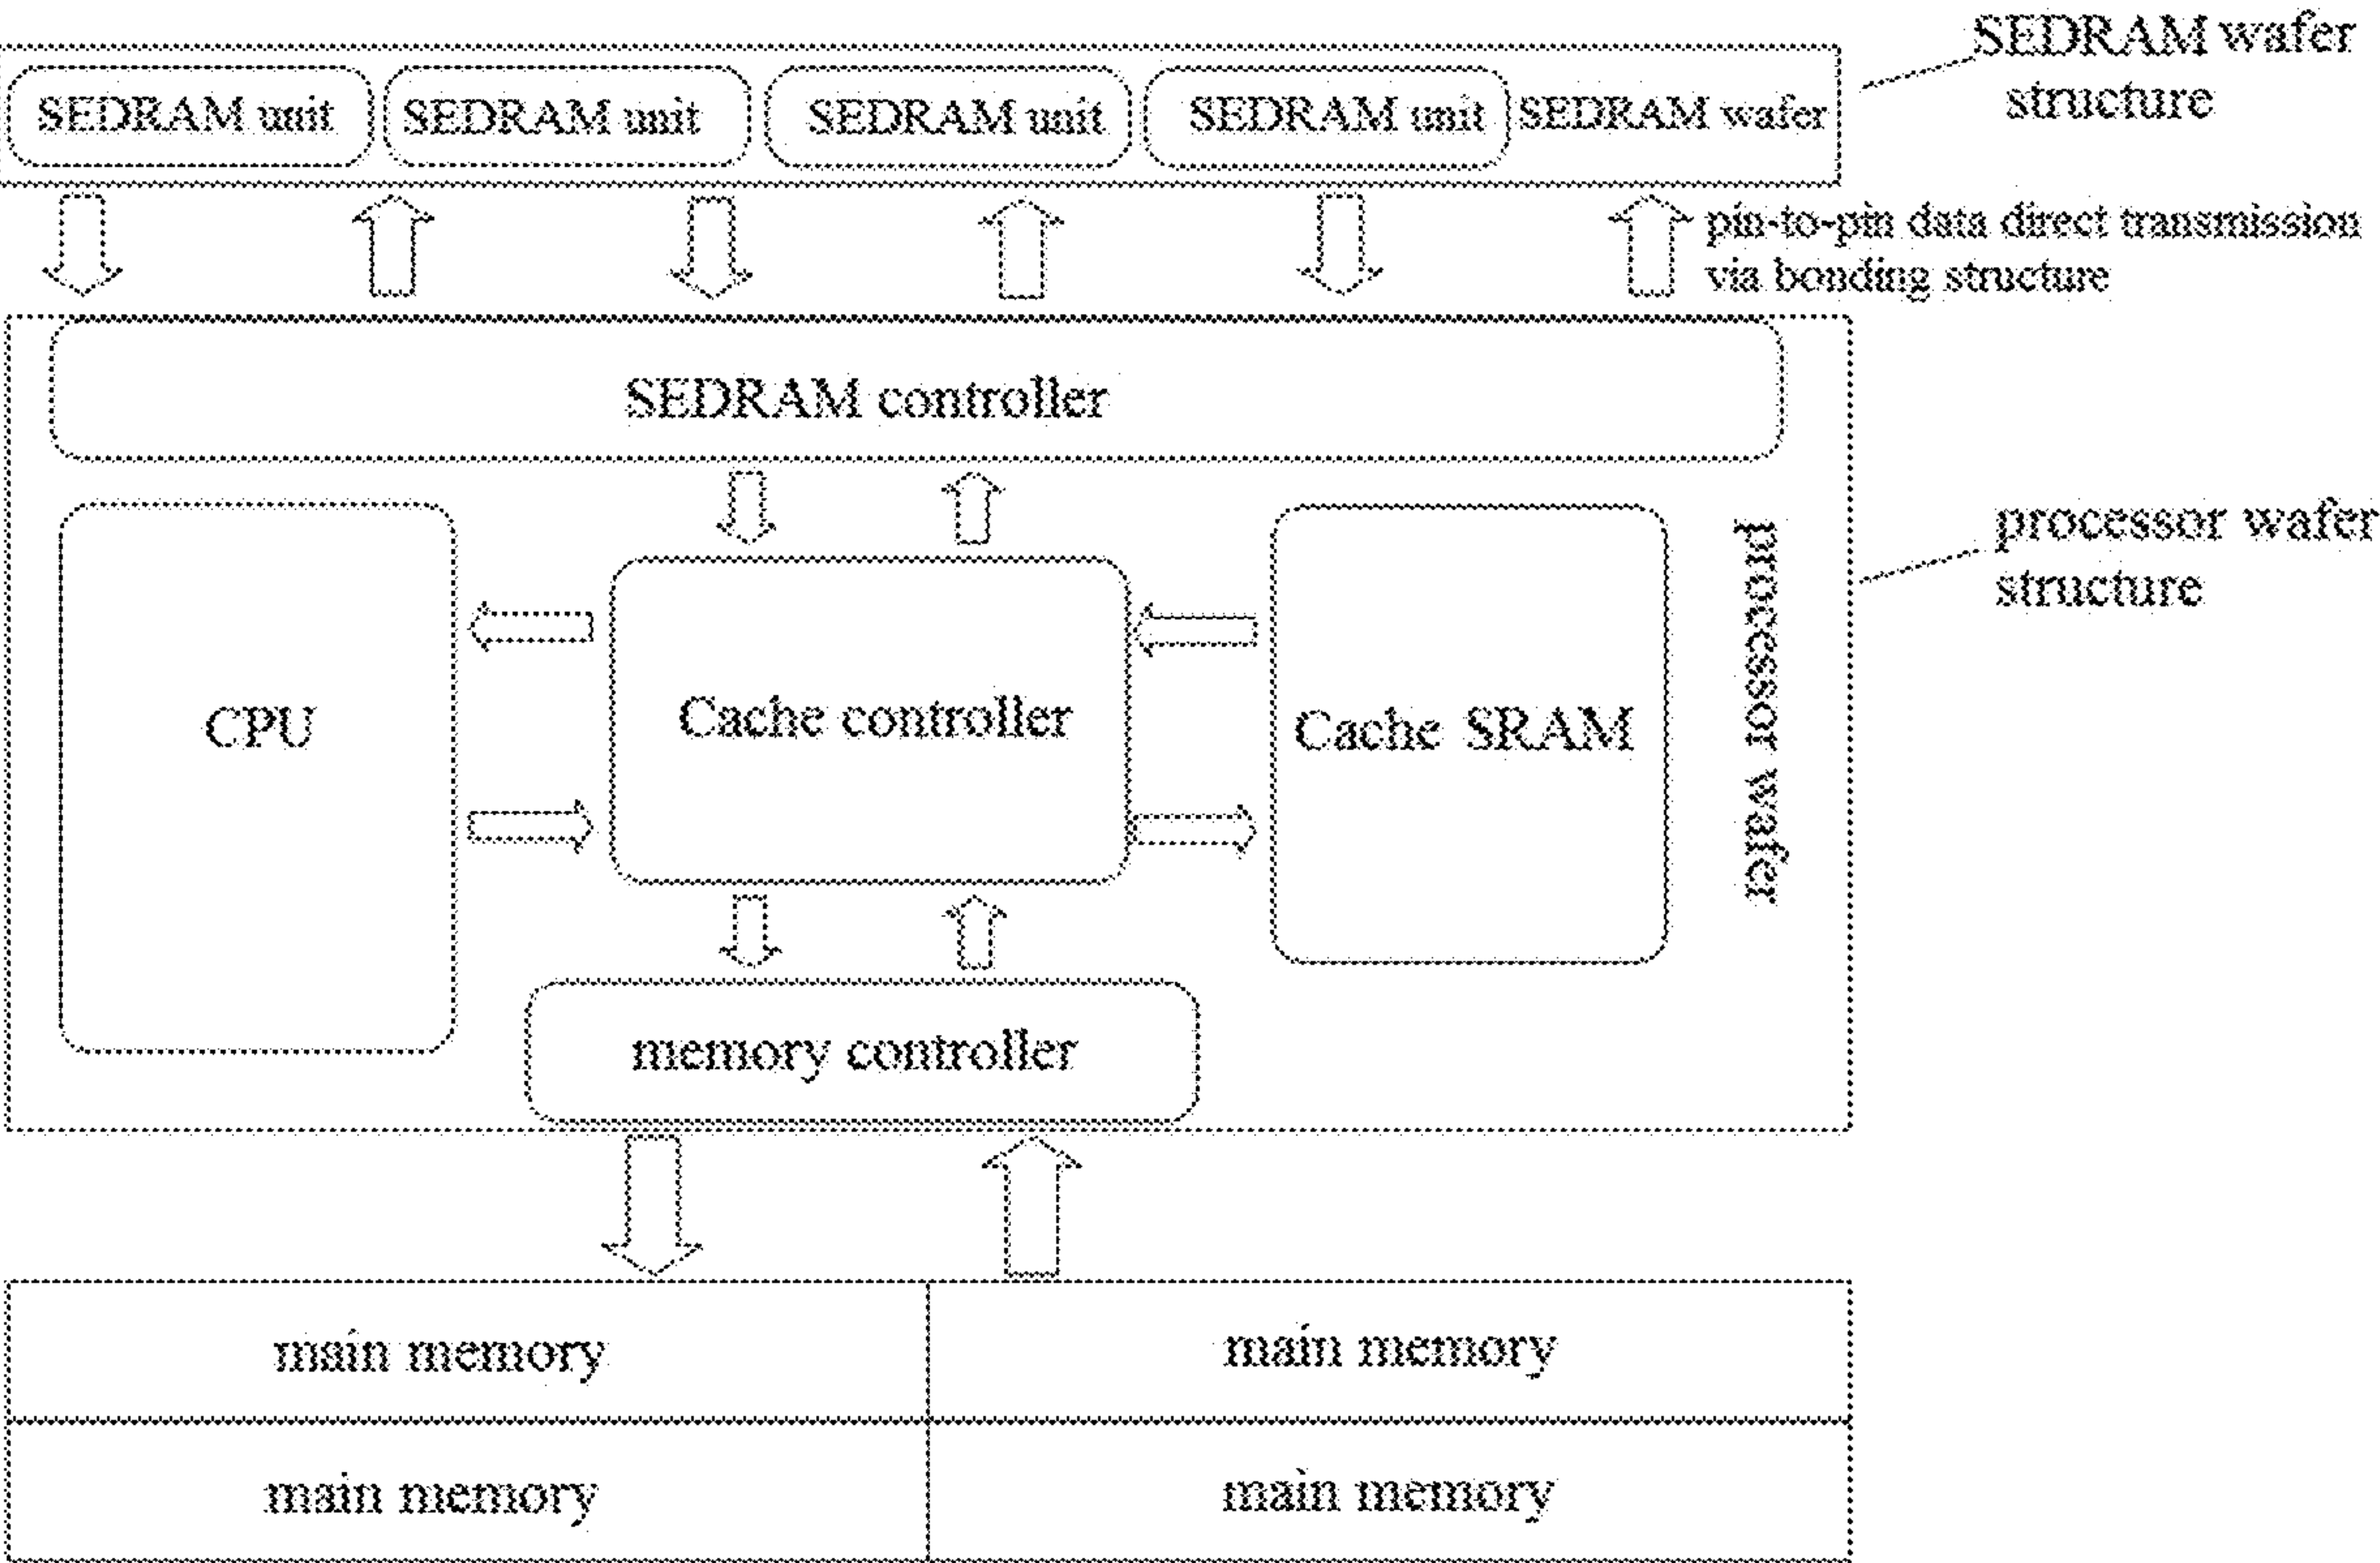 SEDRAM wafer
structure
SEDRAM unit
SEDRAM unit
SEDRAM unit
SEDRAM unit
SEDRAM wafer
pin-to-pin data direct transmission
via bonding structure
SEDRAM controller
processor wafer
structure
CPU
Cache controller
Cache SRAM
processor wafer
memory controller
main memory
main memory
main memory
main memory